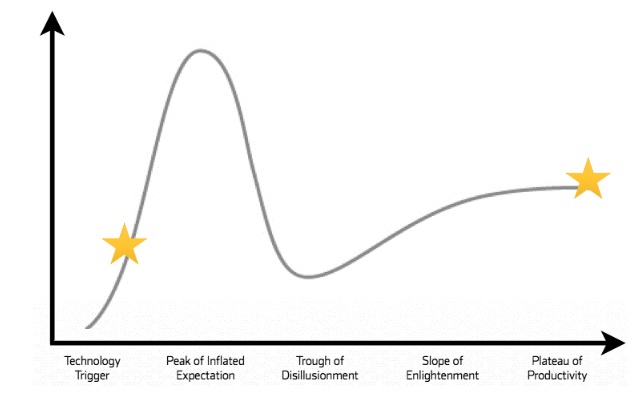 Technology
Trigger
Peak of Inflated
Expectation
Trough of
Disillusionment
Slope of
Enlightenment
Plateau of
Productivity